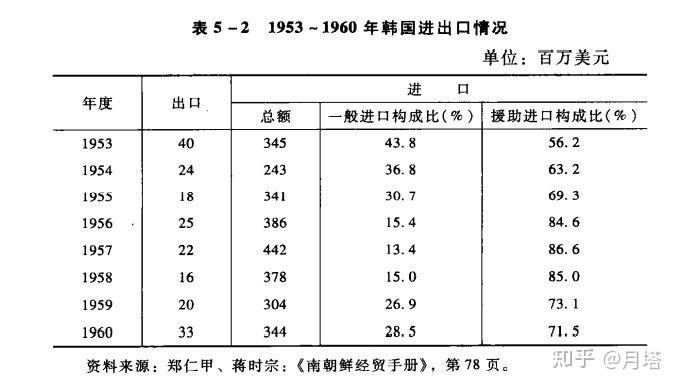 表 5-2 1953~1960 年韩国进出口情况
单位：百万美元
年度 出口 进 口
总额 一般进口构成比(%) 援助进口构成比(%)
1953 40 345 43.8 56.2
1954 24 243 36.8 63.2
1955 18 341 30.7 69.3
1956 25 386 15.4 84.6
1957 22 442 13.4 86.6
1958 16 378 15.0 85.0
1959 20 304 26.9 73.1
1960 33 344 28.5 71.5
资料来源：郑仁甲、蒋时宗：《南朝鲜经贸手册》，第 78 页。
知乎 @月塔